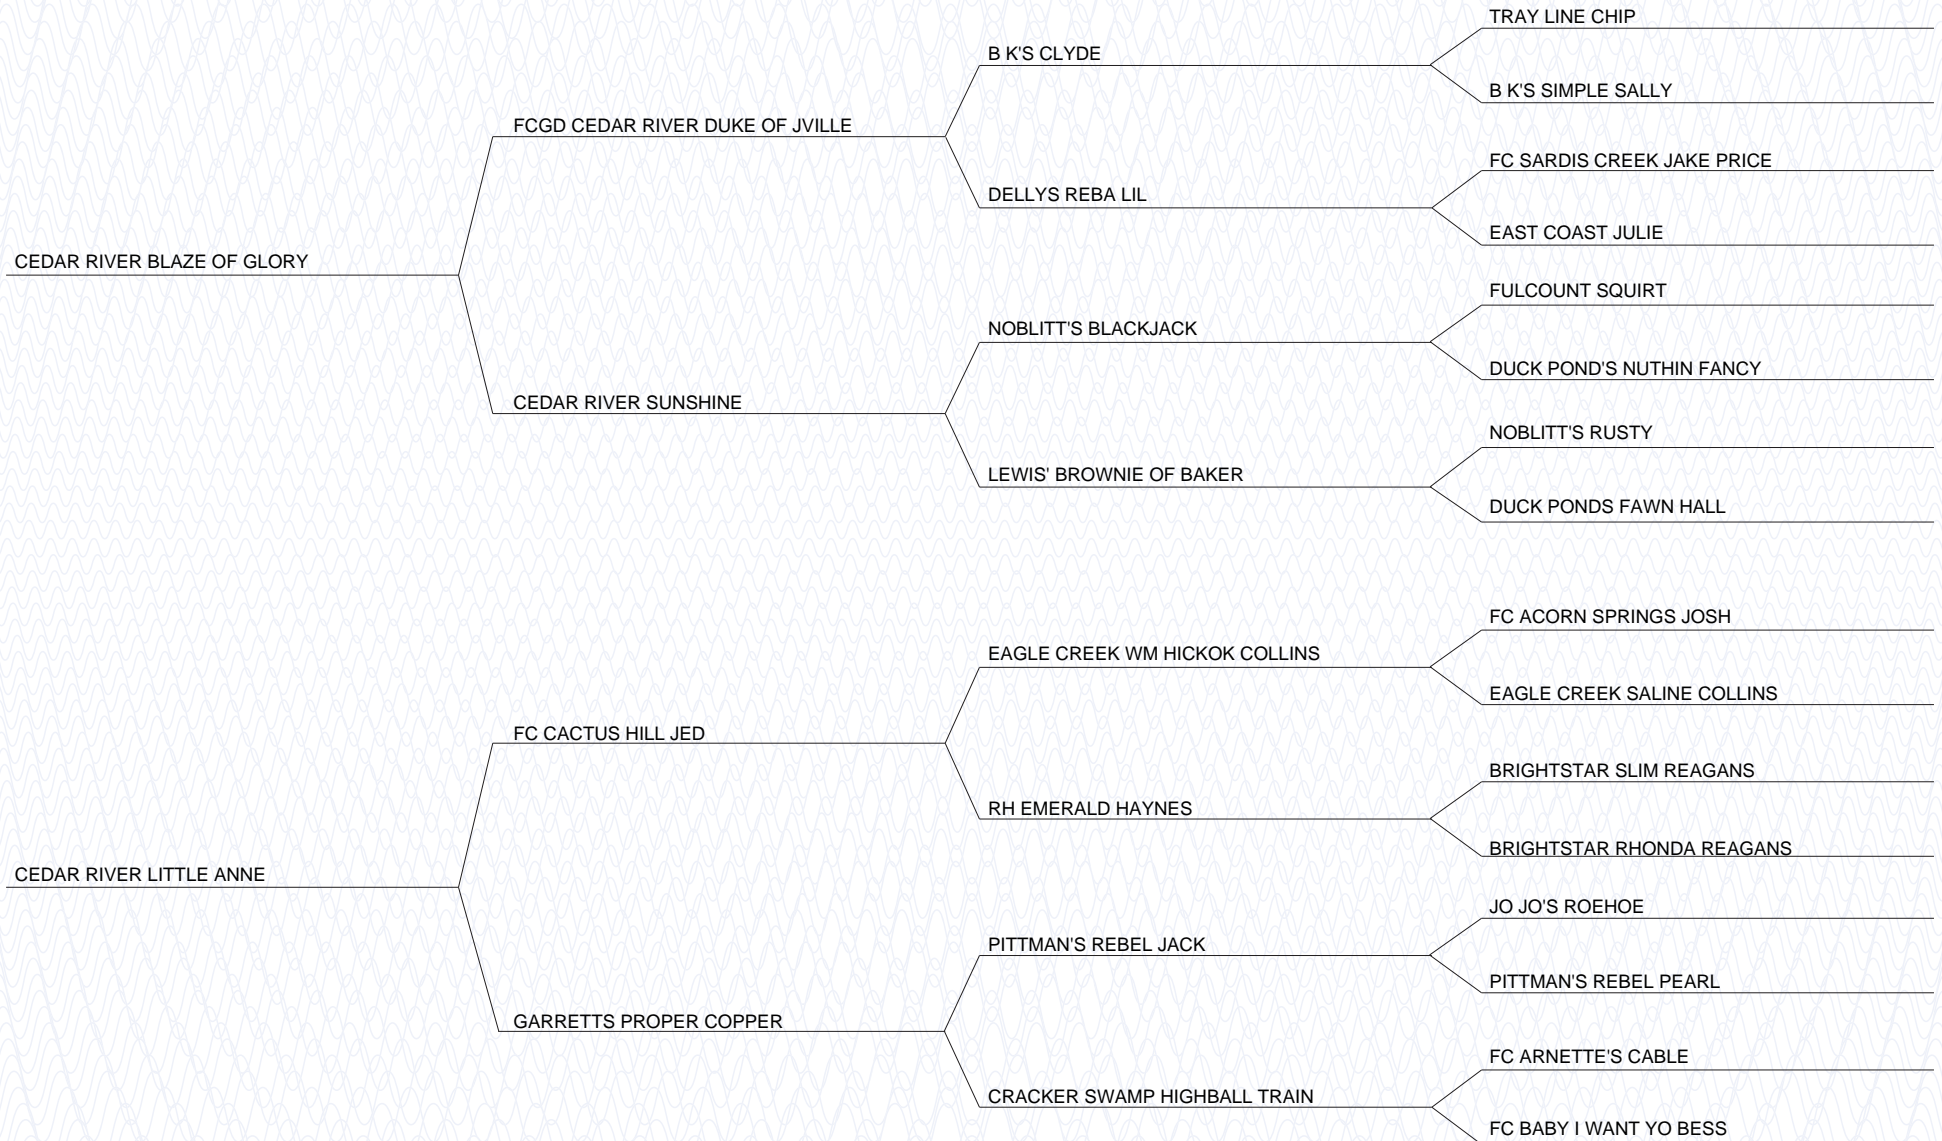 TRAY LINE CHIP
B K'S CLYDE
B K'S SIMPLE SALLY
FCGD CEDAR RIVER DUKE OF JVILLE
FC SARDIS CREEK JAKE PRICE
DELLYS REBA LIL
EAST COAST JULIE
CEDAR RIVER BLAZE OF GLORY
FULCOUNT SQUIRT
NOBLITT'S BLACKJACK
DUCK POND'S NUTHIN FANCY
CEDAR RIVER SUNSHINE
NOBLITT'S RUSTY
LEWIS' BROWNIE OF BAKER
DUCK PONDS FAWN HALL
FC ACORN SPRINGS JOSH
EAGLE CREEK WM HICKOK COLLINS
EAGLE CREEK SALINE COLLINS
FC CACTUS HILL JED
BRIGHTSTAR SLIM REAGANS
RH EMERALD HAYNES
BRIGHTSTAR RHONDA REAGANS
CEDAR RIVER LITTLE ANNE
JO JO'S ROEHOE
PITTMAN'S REBEL JACK
PITTMAN'S REBEL PEARL
GARRETTS PROPER COPPER
FC ARNETTE'S CABLE
CRACKER SWAMP HIGHBALL TRAIN
FC BABY I WANT YO BESS